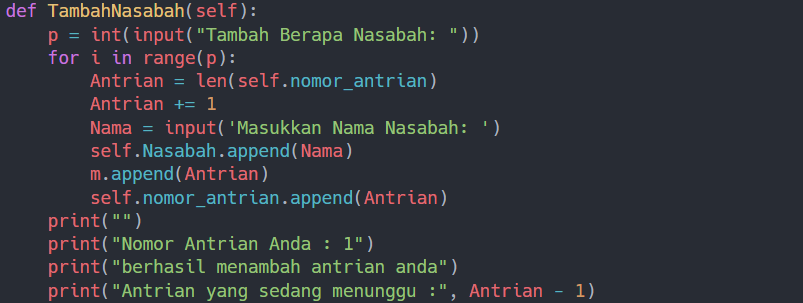 def TambahNasabah(self):
    p = int(input("Tambah Berapa Nasabah: "))
    for i in range(p):
        Antrian = len(self.nomor_antrian)
        Antrian += 1
        Nama = input('Masukkan Nama Nasabah: ')
        self.Nasabah.append(Nama)
        m.append(Antrian)
        self.nomor_antrian.append(Antrian)
    print("")
    print("Nomor Antrian Anda : 1")
    print("berhasil menambah antrian anda")
    print("Antrian yang sedang menunggu :", Antrian - 1)